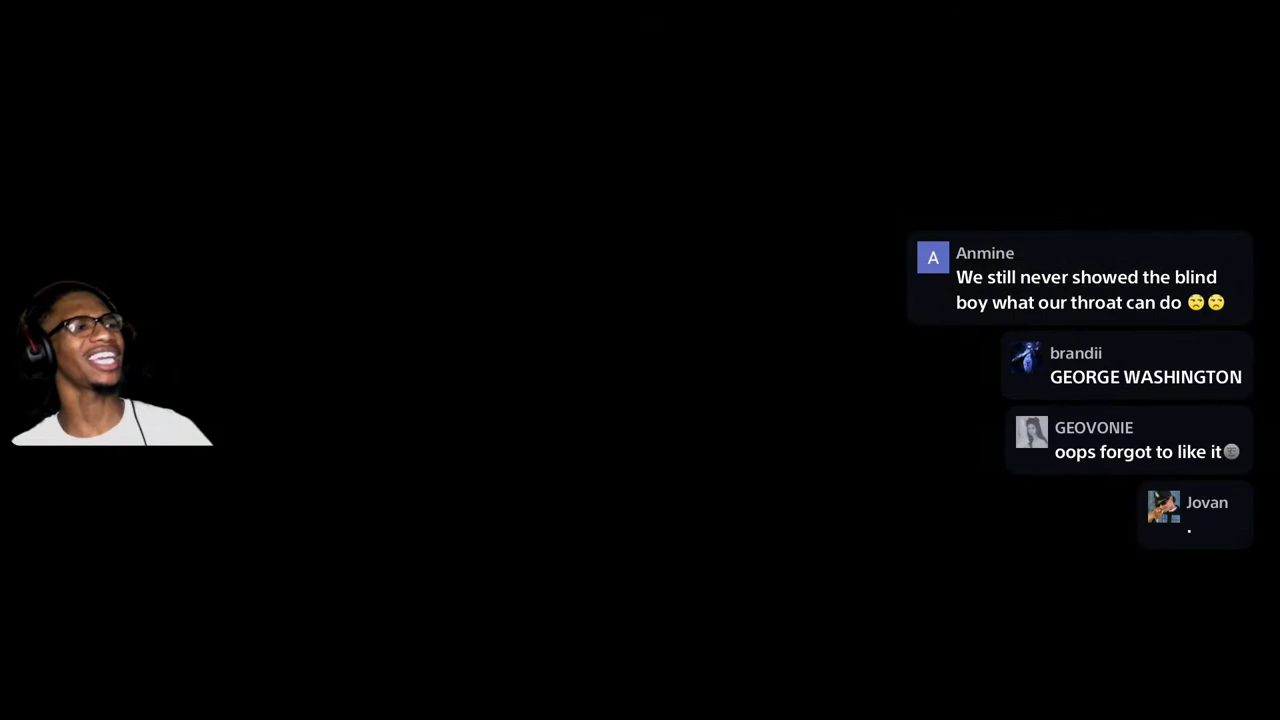 A
Anmine
We still never showed the blind
boy what our throat can do 😒😒
brandii
GEORGE WASHINGTON
GEOVONIE
oops forgot to like it🌚
Jovan
.